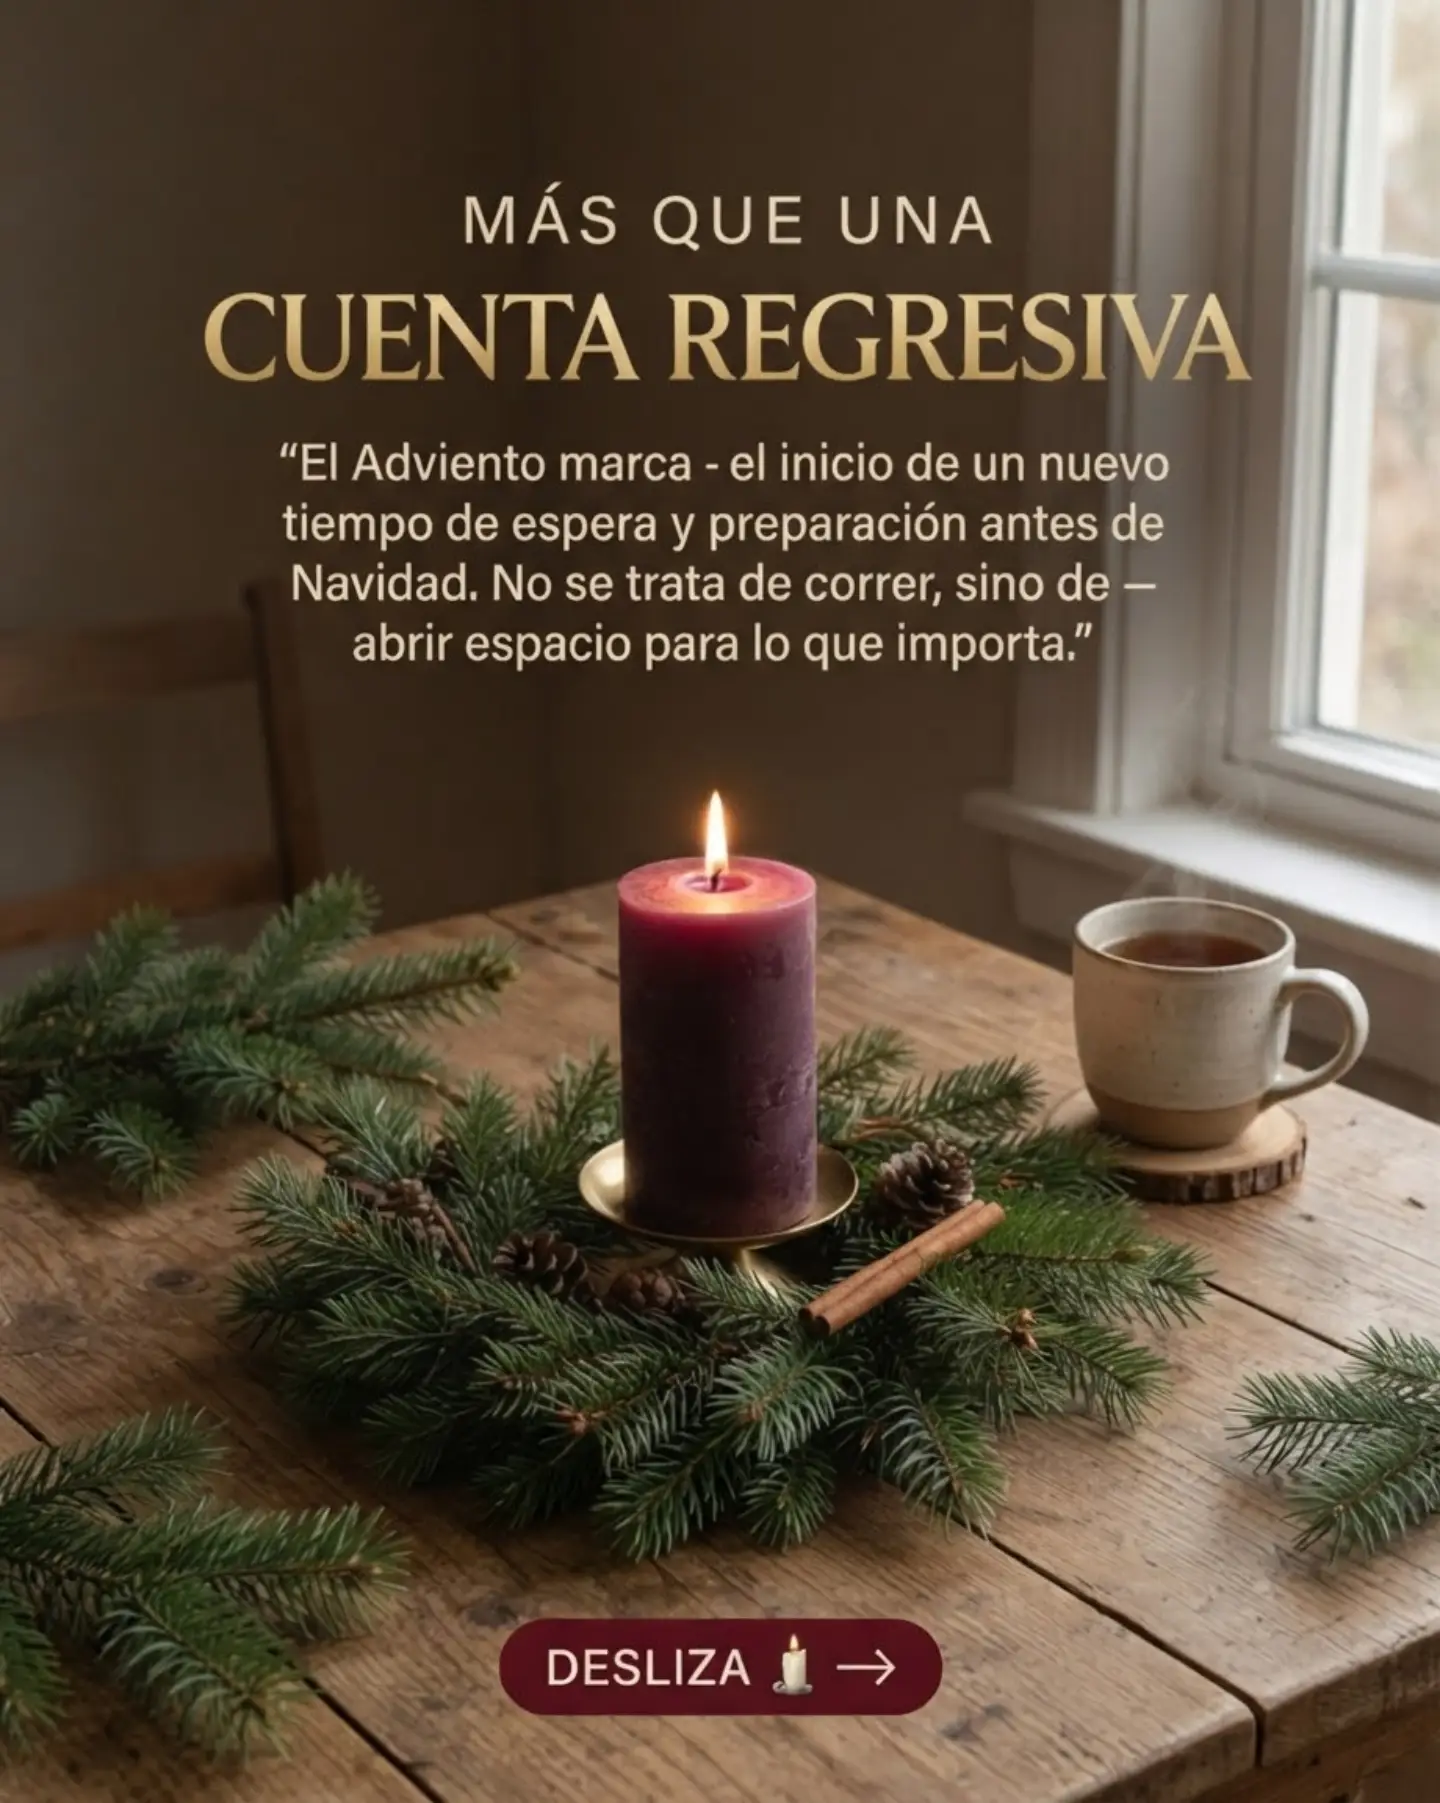 MÁS QUE UNA
CUENTA REGRESIVA
“El Adviento marca - el inicio de un nuevo
tiempo de espera y preparación antes de
Navidad. No se trata de correr, sino de —
abrir espacio para lo que importa.”
DESLIZA 🕯️ →